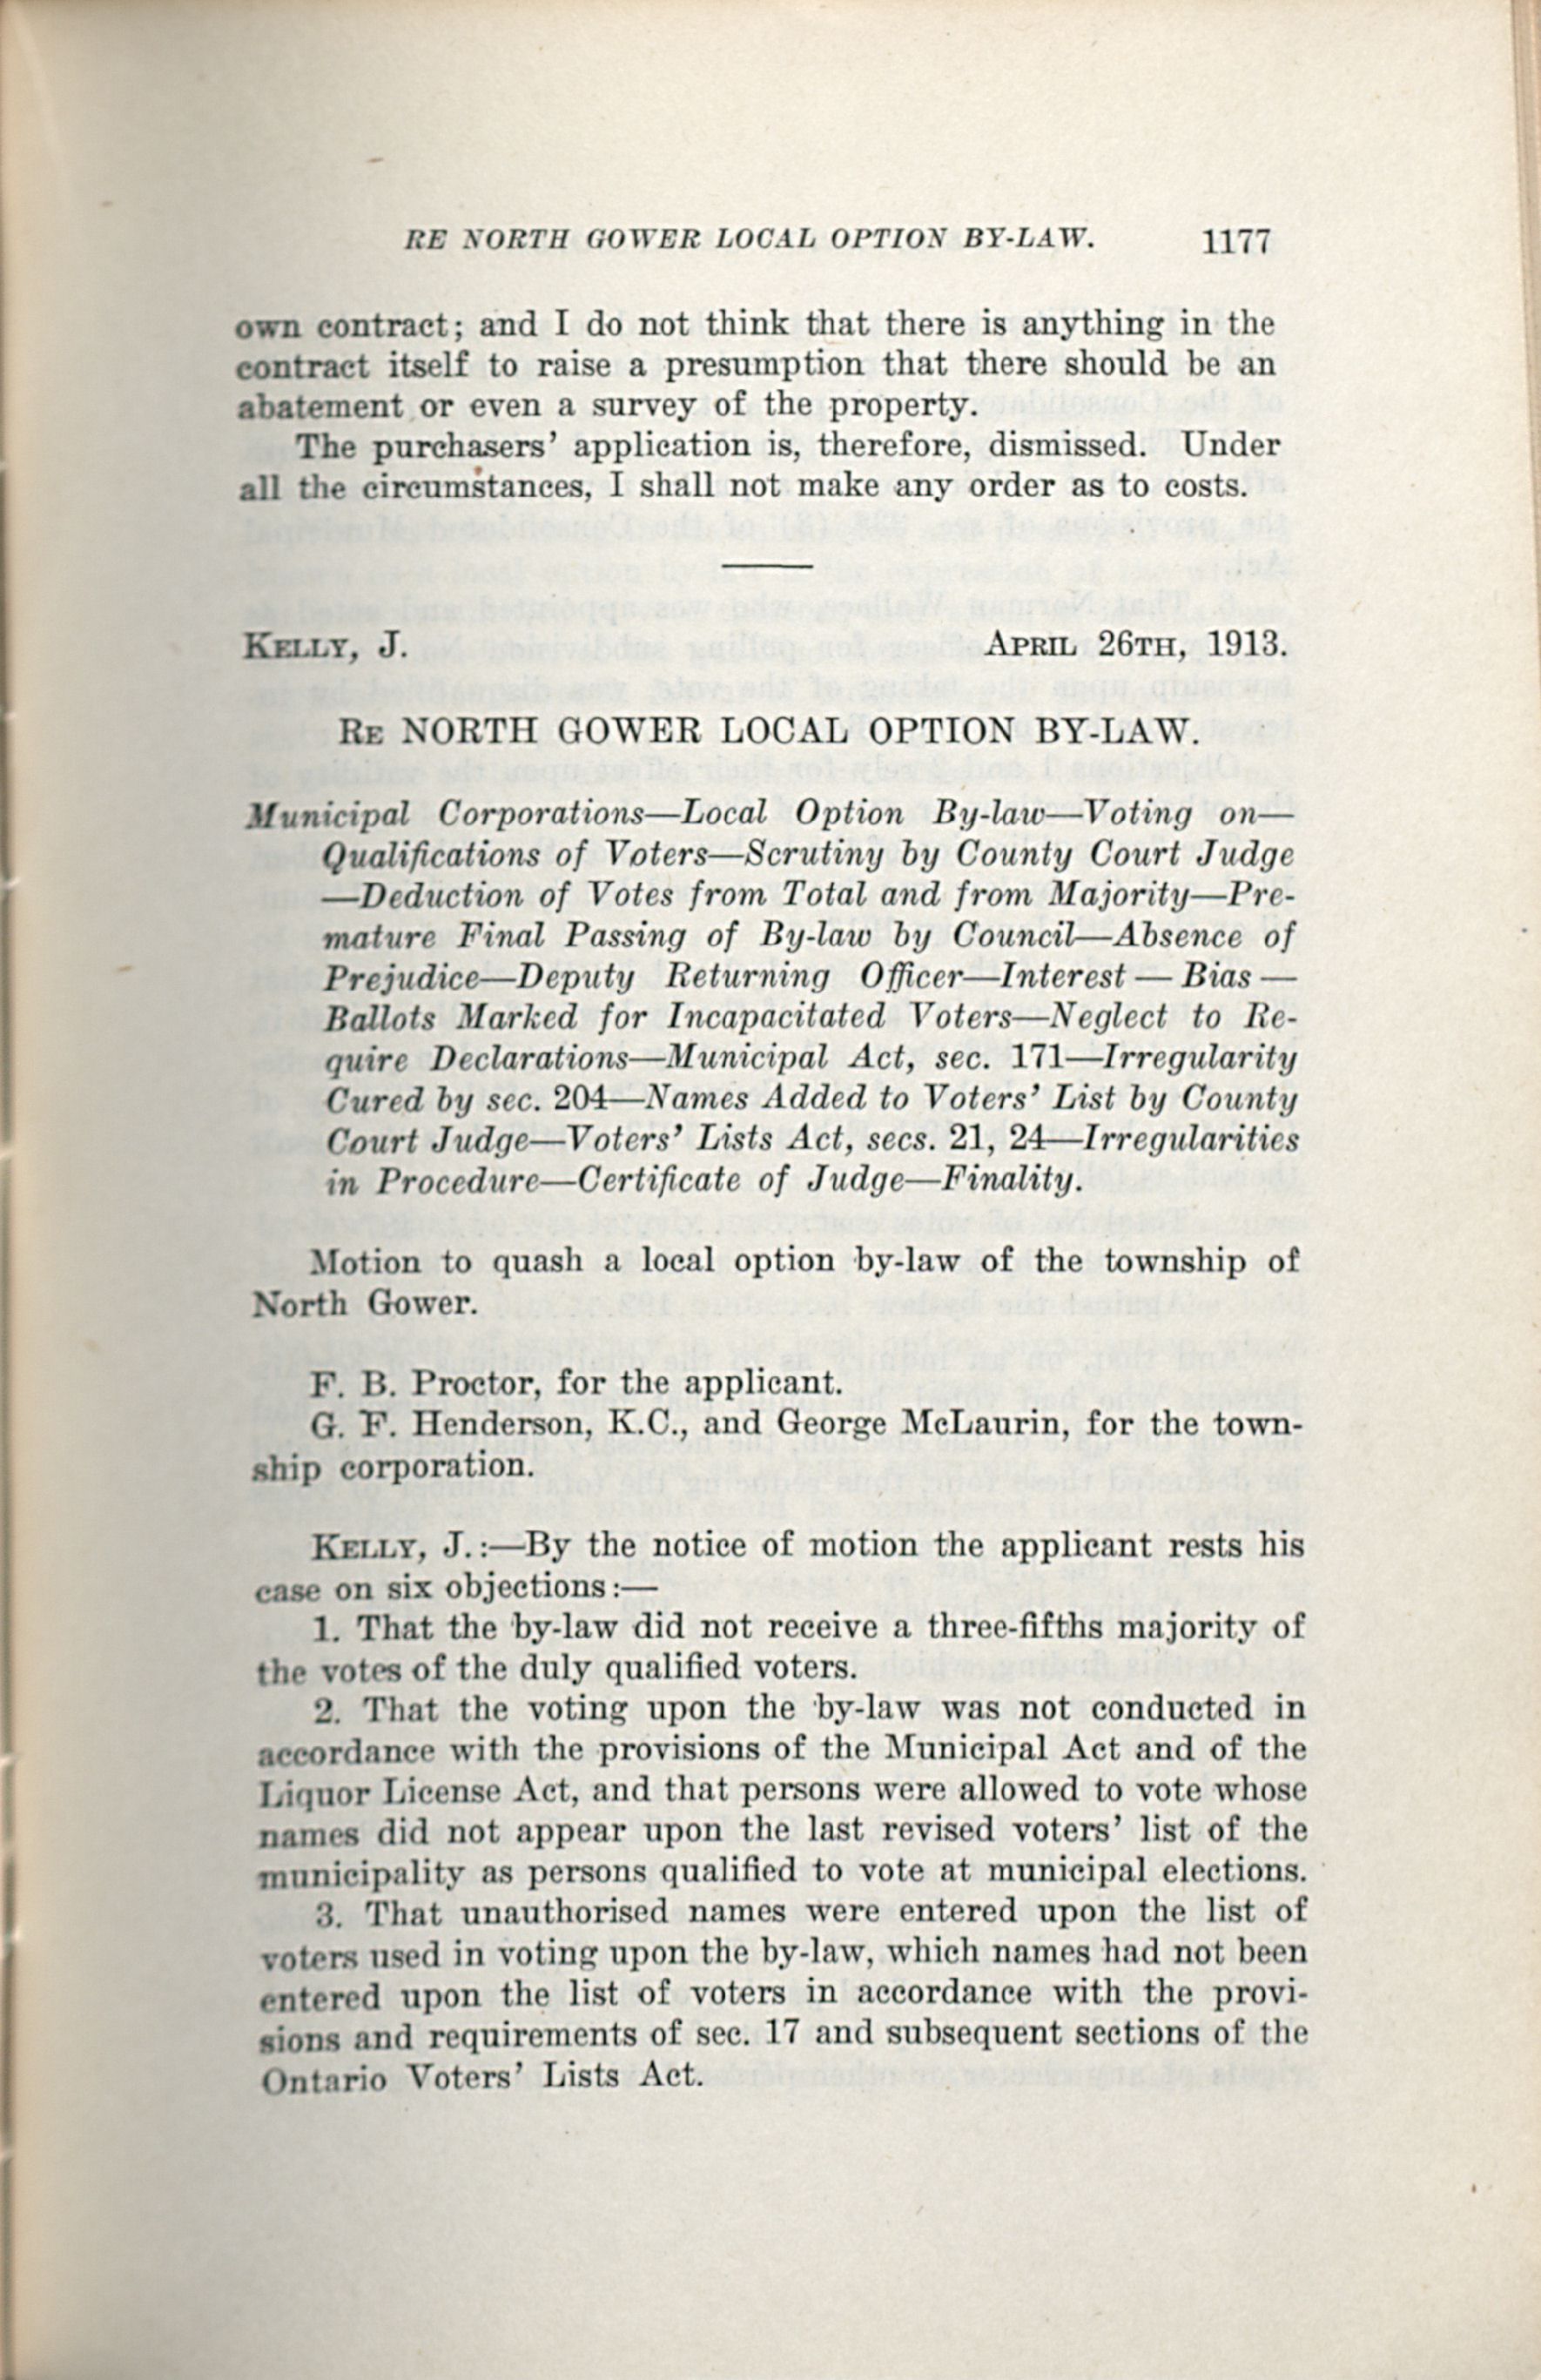 RE NORTH GOWER LOCAL OPTION BY-LAW. 1177
own contract; and I do not think that there is anything in the
contract itself to raise a presumption that there should be an
abatement or even a survey of the property.
The purchasers' application is, therefore, dismissed. Under
all the circumstances, I shall not make any order as to costs.
KELLY, J. APRIL 26TH, 1913.
RE NORTH GOWER LOCAL OPTION BY-LAW.
Municipal Corporations—Local Option By-law—Voting on—
Qualifications of Voters—Scrutiny by County Court Judge
—Deduction of Votes from Total and from Majority—Pre-
mature Final Passing of By-law by Council—Absence of
Prejudice—Deputy Returning Officer—Interest — Bias —
Ballots Marked for Incapacitated Voters—Neglect to Re-
quire Declarations—Municipal Act, sec. 171—Irregularity
Cured by sec. 204—Names Added to Voters' List by County
Court Judge—Voters' Lists Act, secs. 21, 24—Irregularities
in Procedure—Certificate of Judge—Finality.
Motion to quash a local option by-law of the township of
North Gower.
F. B. Proctor, for the applicant.
G. F. Henderson, K.C., and George McLaurin, for the town-
ship corporation.
KELLY, J.:—By the notice of motion the applicant rests his
case on six objections:—
1. That the by-law did not receive a three-fifths majority of
the votes of the duly qualified voters.
2. That the voting upon the by-law was not conducted in
accordance with the provisions of the Municipal Act and of the
Liquor License Act, and that persons were allowed to vote whose
names did not appear upon the last revised voters' list of the
municipality as persons qualified to vote at municipal elections.
3. That unauthorised names were entered upon the list of
voters used in voting upon the by-law, which names had not been
entered upon the list of voters in accordance with the provi-
sions and requirements of sec. 17 and subsequent sections of the
Ontario Voters' Lists Act.